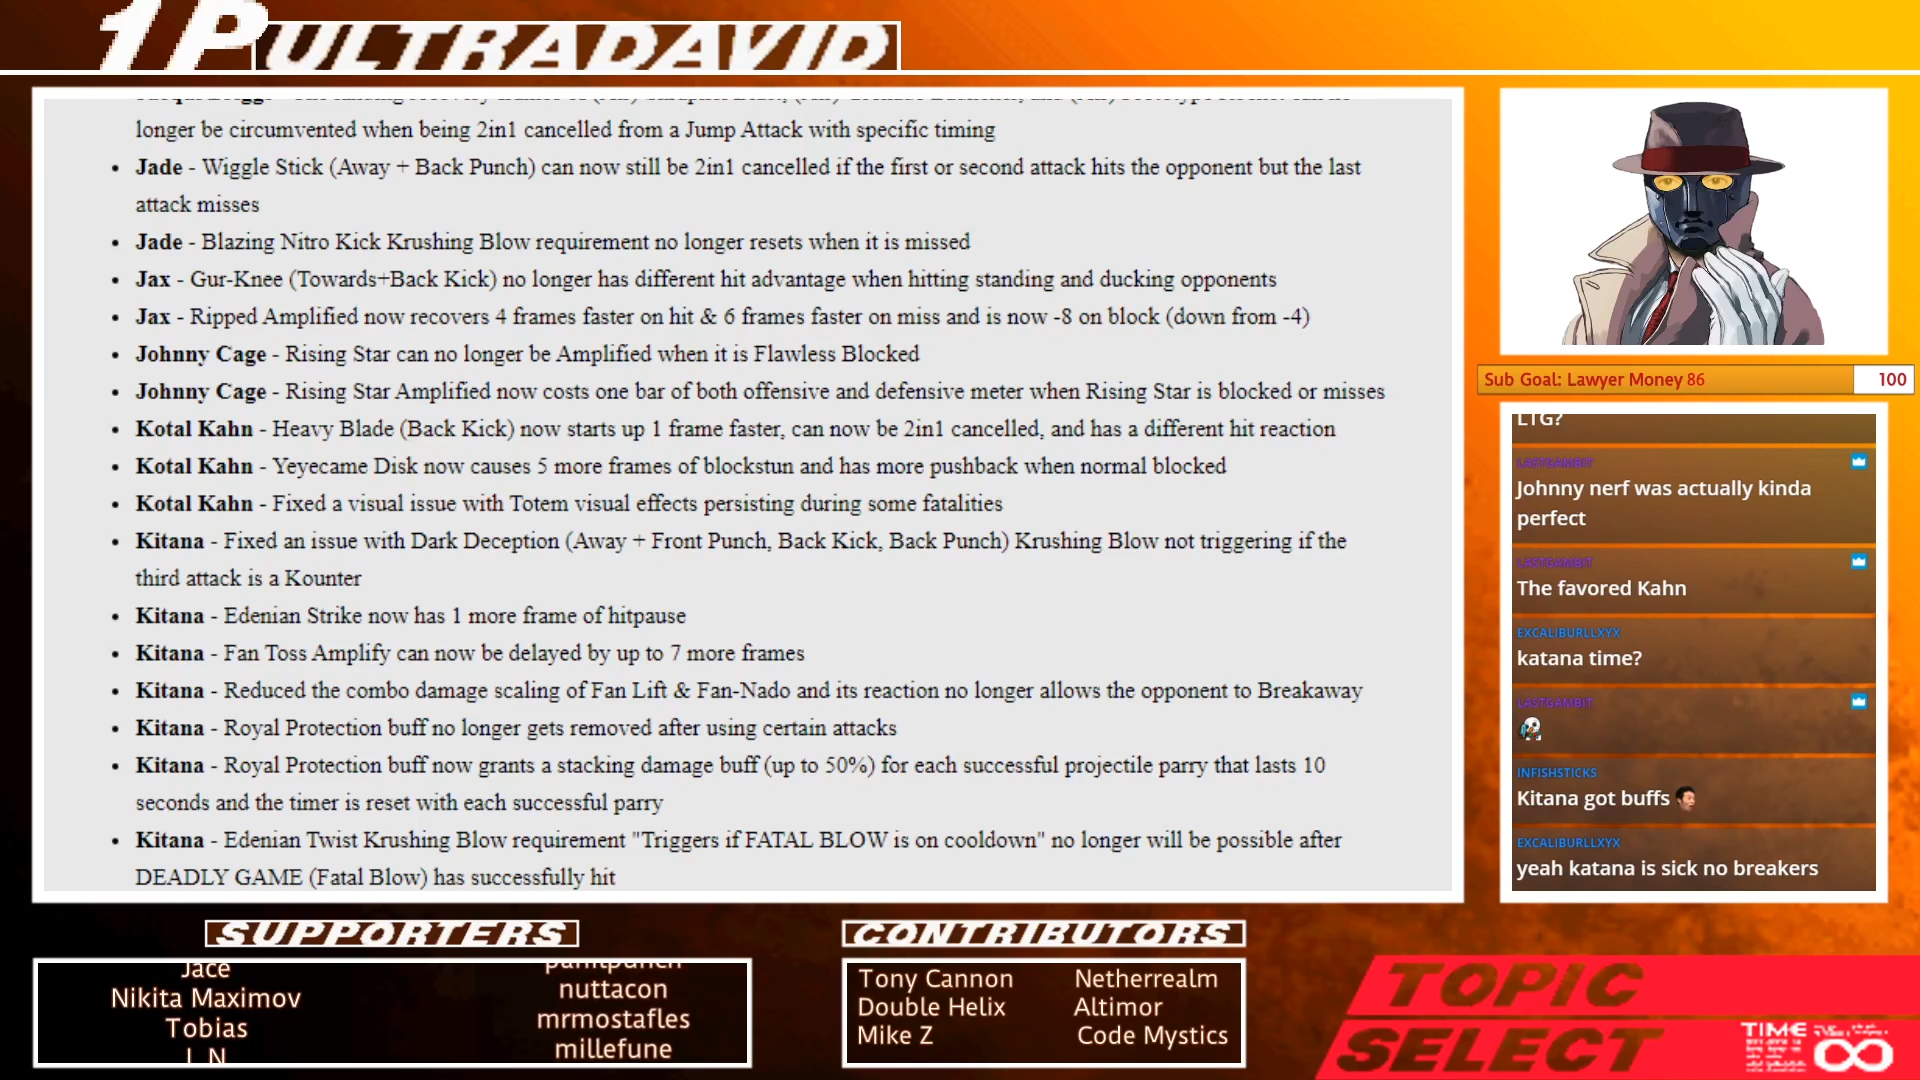 1P ULTRADAVID
longer be circumvented when being 2in1 cancelled from a Jump Attack with specific timing
• Jade - Wiggle Stick (Away + Back Punch) can now still be 2in1 cancelled if the first or second attack hits the opponent but the last
attack misses
• Jade - Blazing Nitro Kick Krushing Blow requirement no longer resets when it is missed
• Jax - Gur-Knee (Towards+Back Kick) no longer has different hit advantage when hitting standing and ducking opponents
• Jax - Ripped Amplified now recovers 4 frames faster on hit & 6 frames faster on miss and is now -8 on block (down from -4)
• Johnny Cage - Rising Star can no longer be Amplified when it is Flawless Blocked
• Johnny Cage - Rising Star Amplified now costs one bar of both offensive and defensive meter when Rising Star is blocked or misses
• Kotal Kahn - Heavy Blade (Back Kick) now starts up 1 frame faster, can now be 2in1 cancelled, and has a different hit reaction
• Kotal Kahn - Yeyecame Disk now causes 5 more frames of blockstun and has more pushback when normal blocked
• Kotal Kahn - Fixed a visual issue with Totem visual effects persisting during some fatalities
• Kitana - Fixed an issue with Dark Deception (Away + Front Punch, Back Kick, Back Punch) Krushing Blow not triggering if the
third attack is a Kounter
• Kitana - Edenian Strike now has 1 more frame of hitpause
• Kitana - Fan Toss Amplify can now be delayed by up to 7 more frames
• Kitana - Reduced the combo damage scaling of Fan Lift & Fan-Nado and its reaction no longer allows the opponent to Breakaway
• Kitana - Royal Protection buff no longer gets removed after using certain attacks
• Kitana - Royal Protection buff now grants a stacking damage buff (up to 50%) for each successful projectile parry that lasts 10
seconds and the timer is reset with each successful parry
• Kitana - Edenian Twist Krushing Blow requirement "Triggers if FATAL BLOW is on cooldown" no longer will be possible after
DEADLY GAME (Fatal Blow) has successfully hit
Sub Goal: Lawyer Money 86 100
LTG?
LASTGAMBIT
Johnny nerf was actually kinda
perfect
LASTGAMBIT
The favored Kahn
EXCALIBURLLXYX
katana time?
LASTGAMBIT
INFISHSTICKS
Kitana got buffs
EXCALIBURLLXYX
yeah katana is sick no breakers
SUPPORTERS
Jace
Nikita Maximov
Tobias
nuttacon
mrmostafles
millefune
CONTRIBUTORS
Tony Cannon Netherrealm
Double Helix Altimor
Mike Z Code Mystics
TOPIC
SELECT
TIME ∞